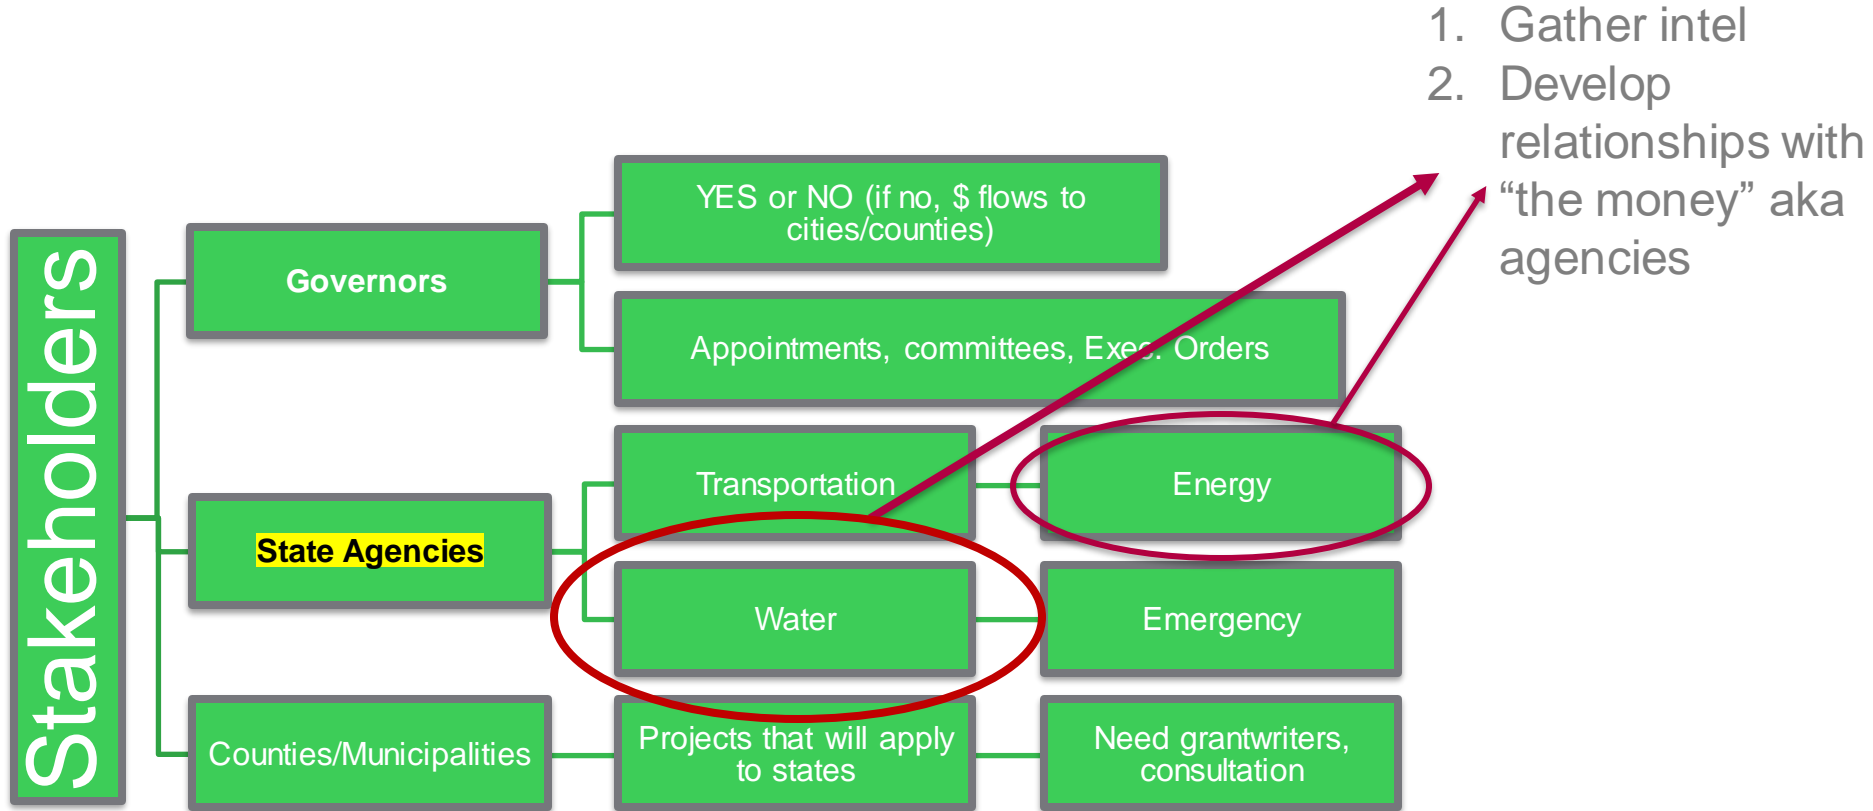 1. Gather intel
2. Develop
relationships with
“the money” aka
agencies
Stakeholders
Governors
YES or NO (if no, $ flows to
cities/counties)
Appointments, committees, Exec. Orders
State Agencies
Transportation
Energy
Water
Emergency
Counties/Municipalities
Projects that will apply
to states
Need grantwriters,
consultation